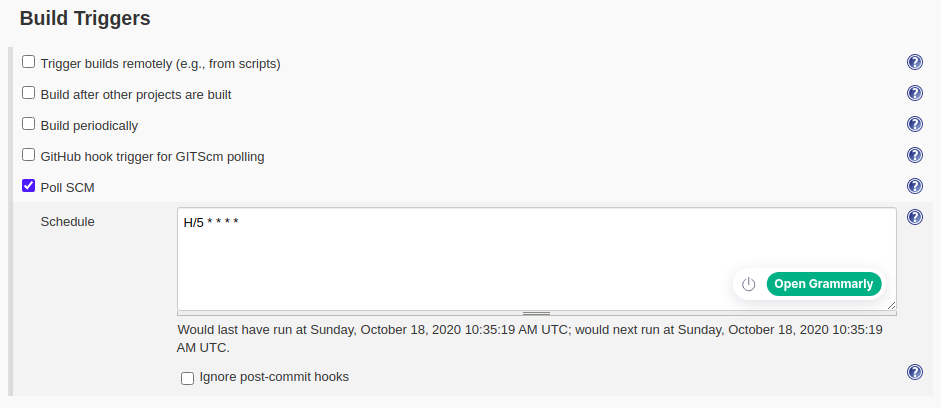 Build Triggers
Trigger builds remotely (e.g., from scripts)
Build after other projects are built
Build periodically
GitHub hook trigger for GITScm polling
Poll SCM
Schedule
H/5 * * * *
Open Grammarly
Would last have run at Sunday, October 18, 2020 10:35:19 AM UTC; would next run at Sunday, October 18, 2020 10:35:19
AM UTC.
Ignore post-commit hooks